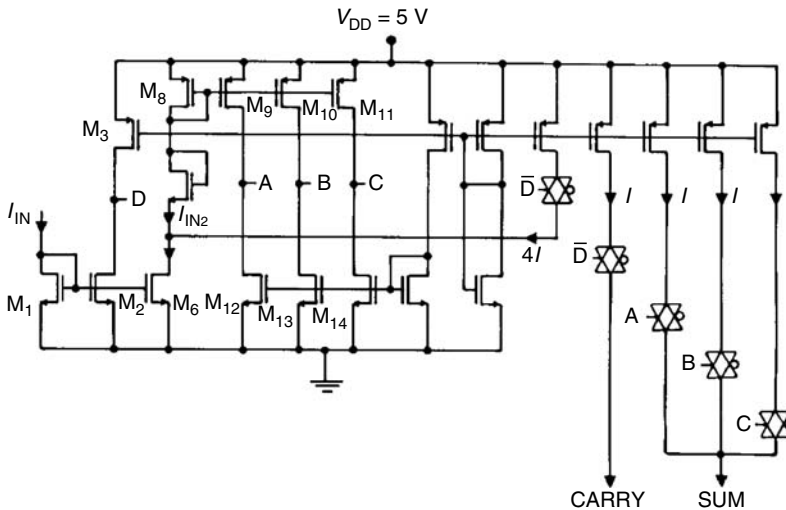 V_DD = 5 V
M_8
M_9
M_10
M_11
M_3
D
A
B
C
D̅
I
I
I
I
I_IN
I_IN2
4I
D̅
M_1
M_2
M_6
M_12
M_13
M_14
A
B
C
CARRY
SUM